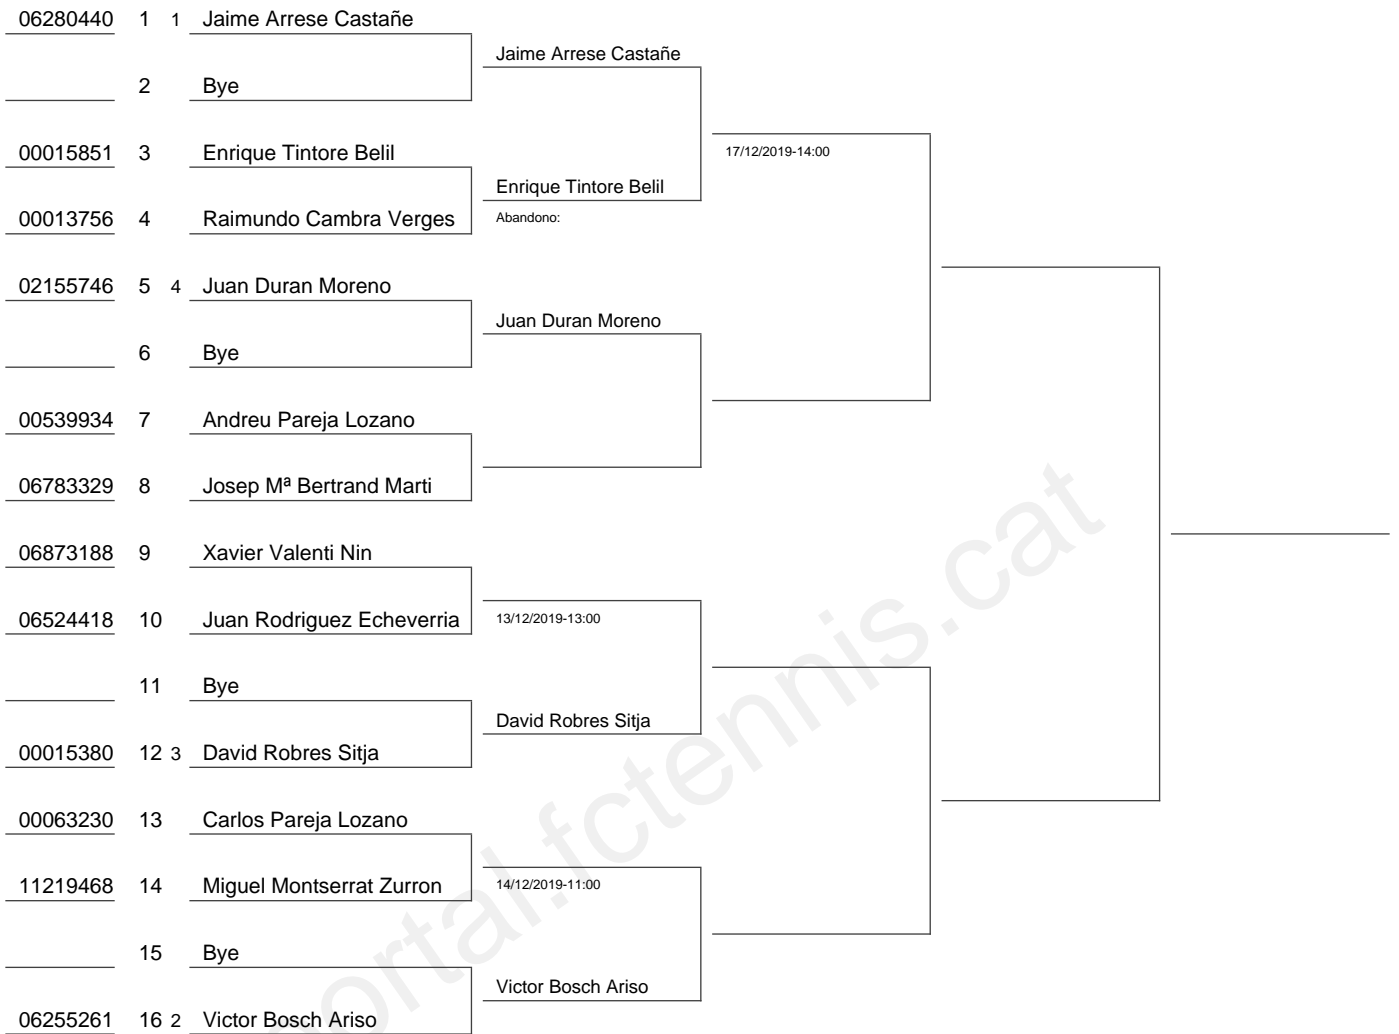 06280440 1 1 Jaime Arrese Castañe
Jaime Arrese Castañe
2 Bye
00015851 3 Enrique Tintore Belil
17/12/2019-14:00
Enrique Tintore Belil
00013756 4 Raimundo Cambra Verges
Abandono:
02155746 5 4 Juan Duran Moreno
Juan Duran Moreno
6 Bye
00539934 7 Andreu Pareja Lozano
06783329 8 Josep Mª Bertrand Marti
06873188 9 Xavier Valenti Nin
06524418 10 Juan Rodriguez Echeverria
13/12/2019-13:00
11 Bye
David Robres Sitja
00015380 12 3 David Robres Sitja
00063230 13 Carlos Pareja Lozano
11219468 14 Miguel Montserrat Zurron
14/12/2019-11:00
15 Bye
Victor Bosch Ariso
06255261 16 2 Victor Bosch Ariso
ortal.fctennis.cat